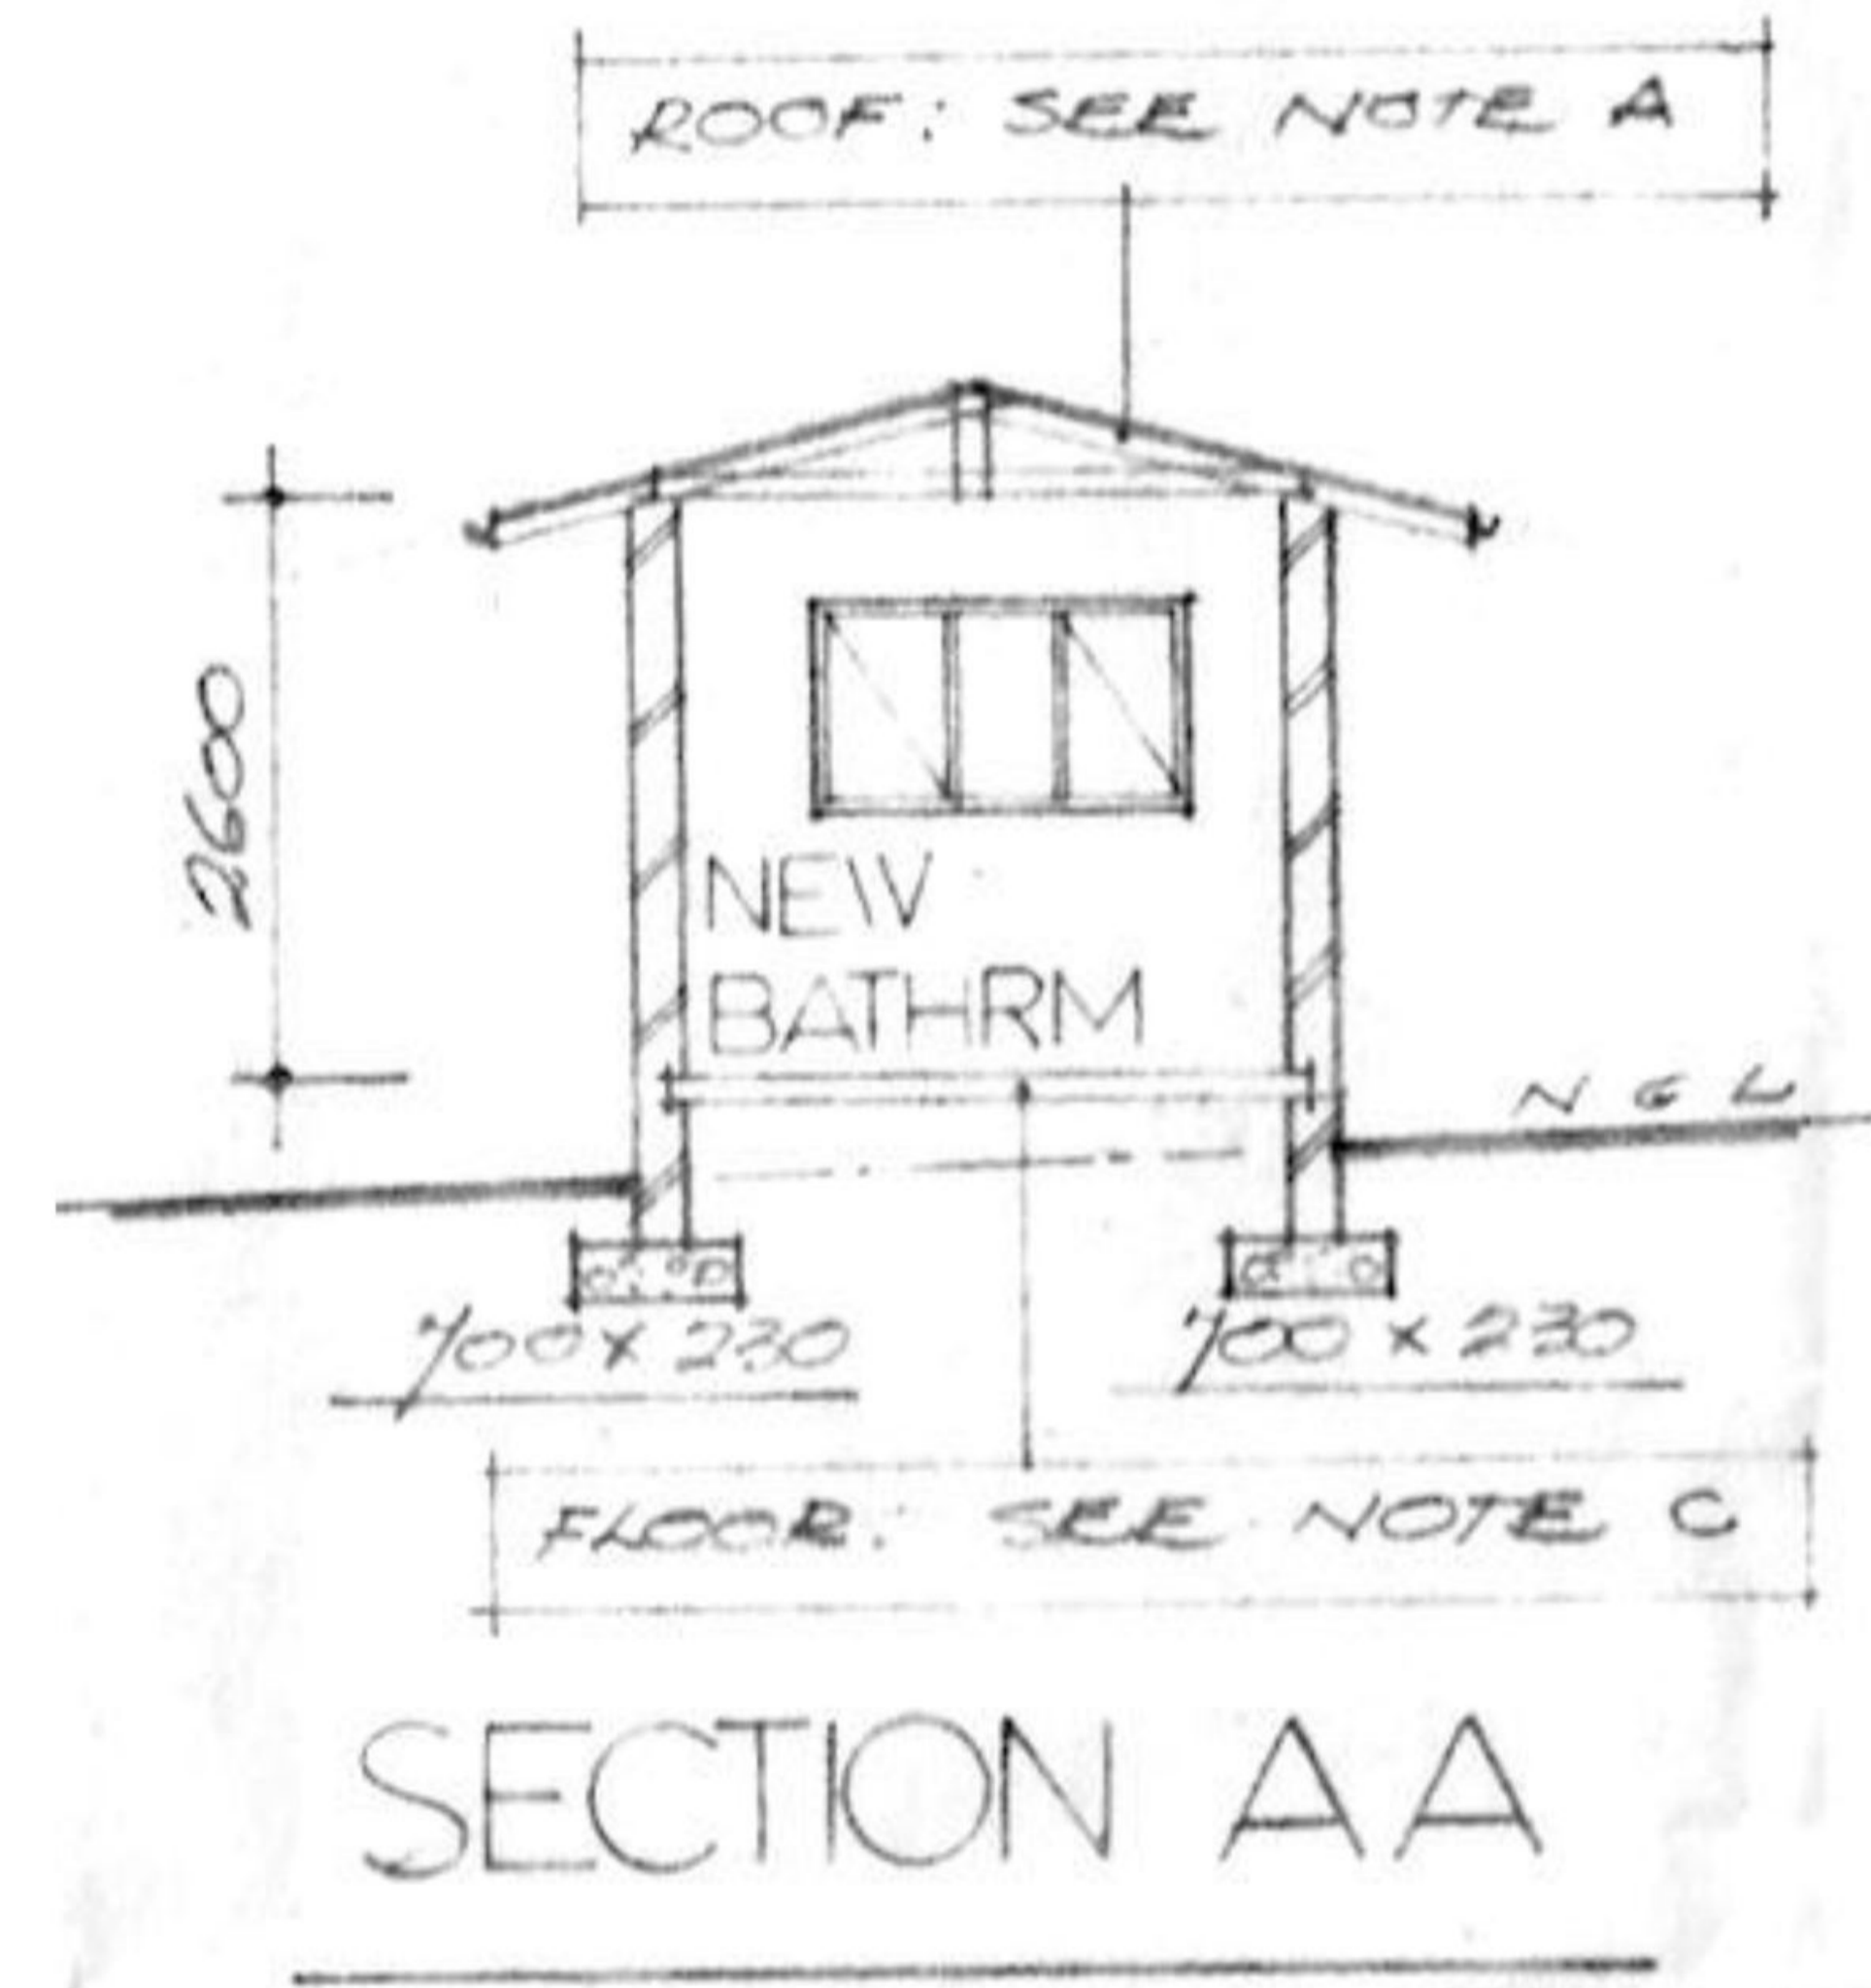 ROOF: SEE NOTE A
2600
NEW
BATHRM
NGL
700 x 230
700 x 230
FLOOR: SEE NOTE C
SECTION AA